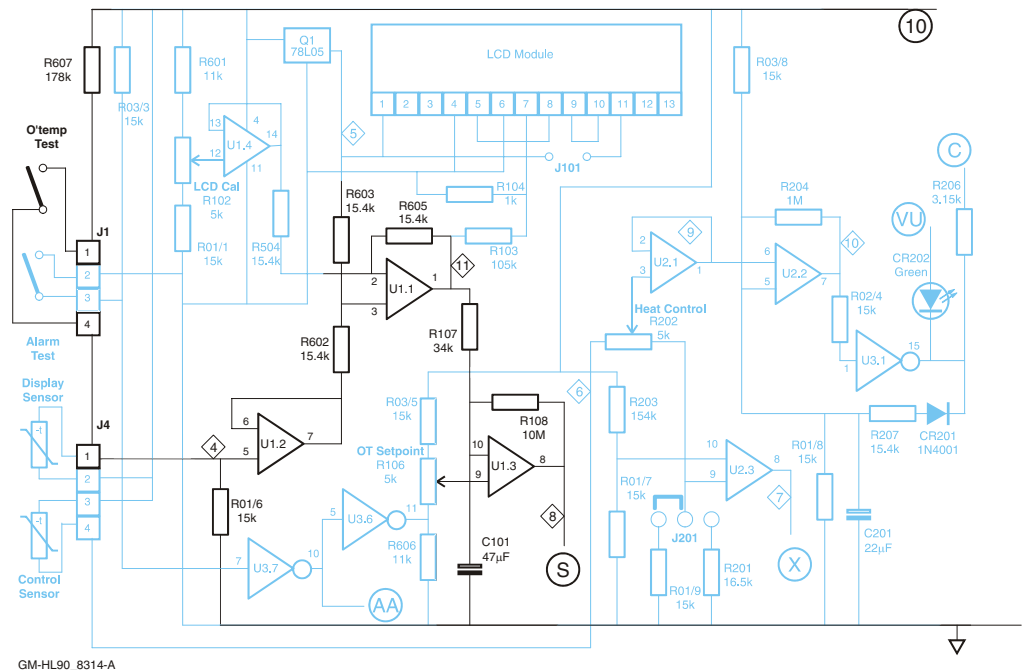 10
R607
178k
R03/3
15k
R601
11k
Q1
78L05
LCD Module
1 2 3 4 5 6 7 8 9 10 11 12 13
R03/8
15k
O'temp
Test
13
4
14
U1.4
12
11
5
J101
C
LCD Cal
R102
5k
R603
15.4k
R605
15.4k
R104
1k
R204
1M
R206
3.15k
J1
R01/1
15k
R504
15.4k
R103
105k
9
10
VU
1
2
3
4
2
U1.1
1
3
11
2
U2.1
1
3
6
U2.2
7
5
CR202
Green
Alarm
Test
R602
15.4k
R107
34k
Heat Control
R202
5k
R02/4
15k
15
U3.1
1
Display
Sensor
-t
J4
1
2
3
4
4
6
U1.2
7
5
R03/5
15k
R108
10M
6
R203
154k
OT Setpoint
R106
5k
10
U1.3
8
9
10
U2.3
8
9
R01/8
15k
R207
15.4k
CR201
1N4001
-t
R01/6
15k
5
U3.6
11
8
R01/7
15k
7
J201
C201
22µF
Control
Sensor
7
U3.7
10
R606
11k
C101
47µF
S
R01/9
15k
R201
16.5k
X
AA
GM-HL90 8314-A